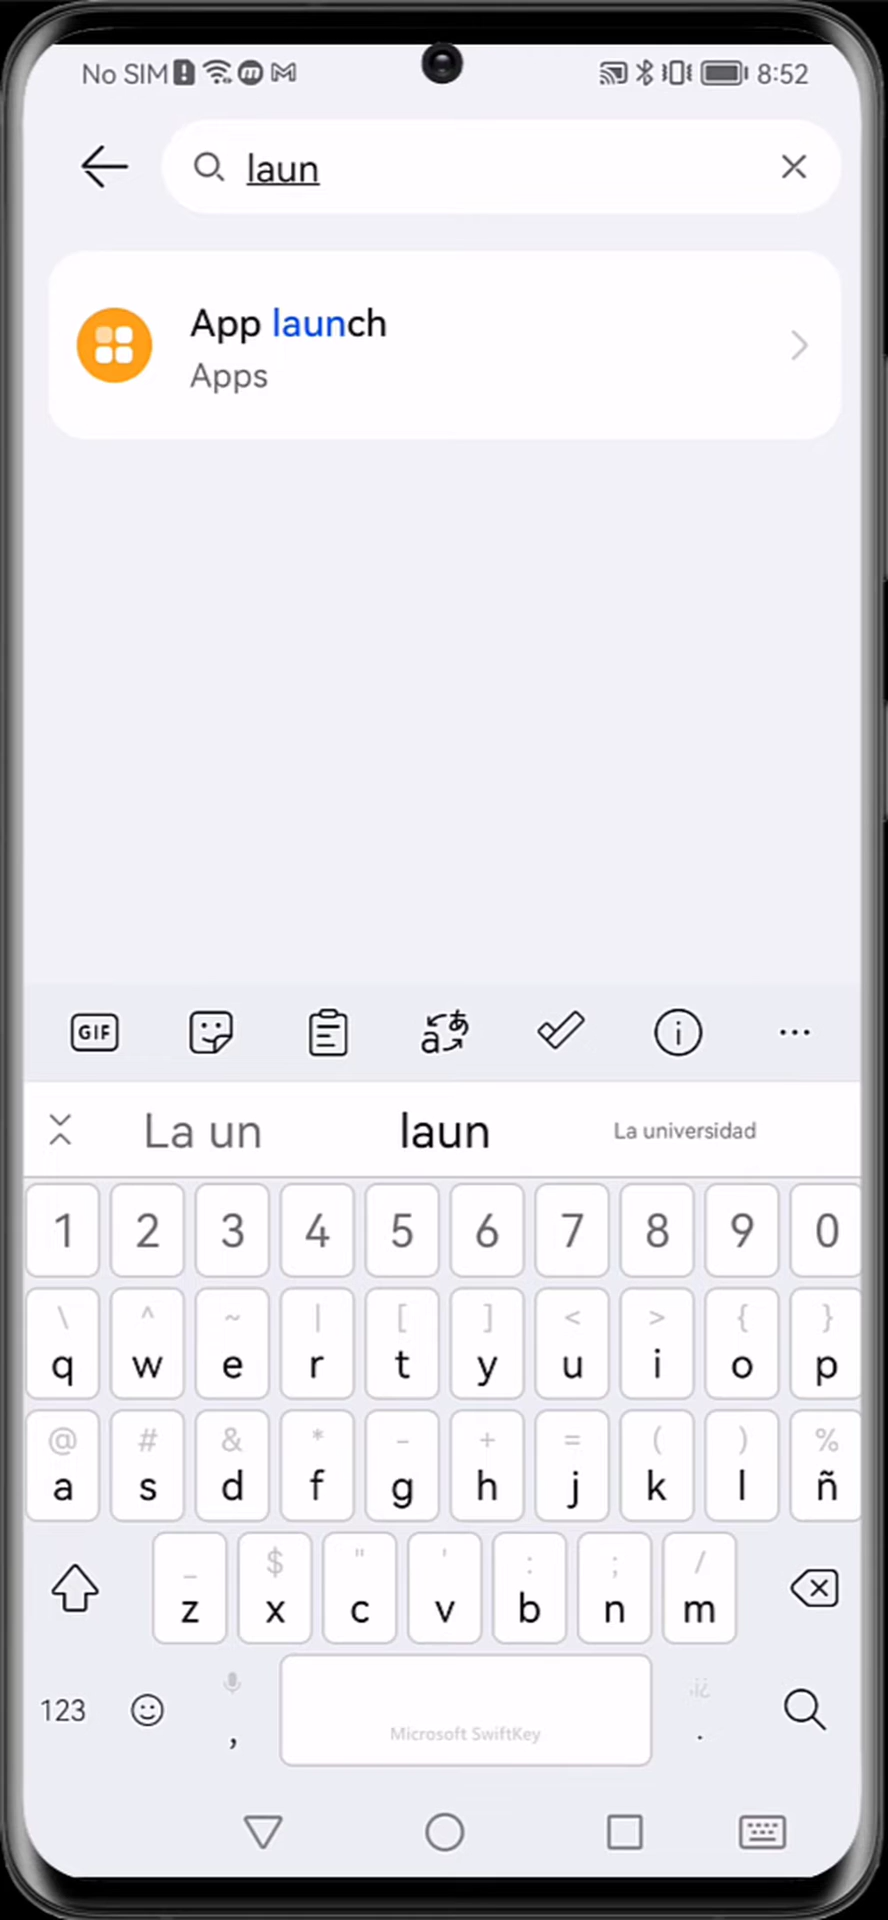 No SIM 8:52
laun
App launch
Apps
GIF
La un laun La universidad
1 2 3 4 5 6 7 8 9 0
\ ^ ~ | [ ] < > { }
q w e r t y u i o p
@ # & * - + = ( ) %
a s d f g h j k l ñ
_ $ " ' : ; /
z x c v b n m
123 , Microsoft SwiftKey .